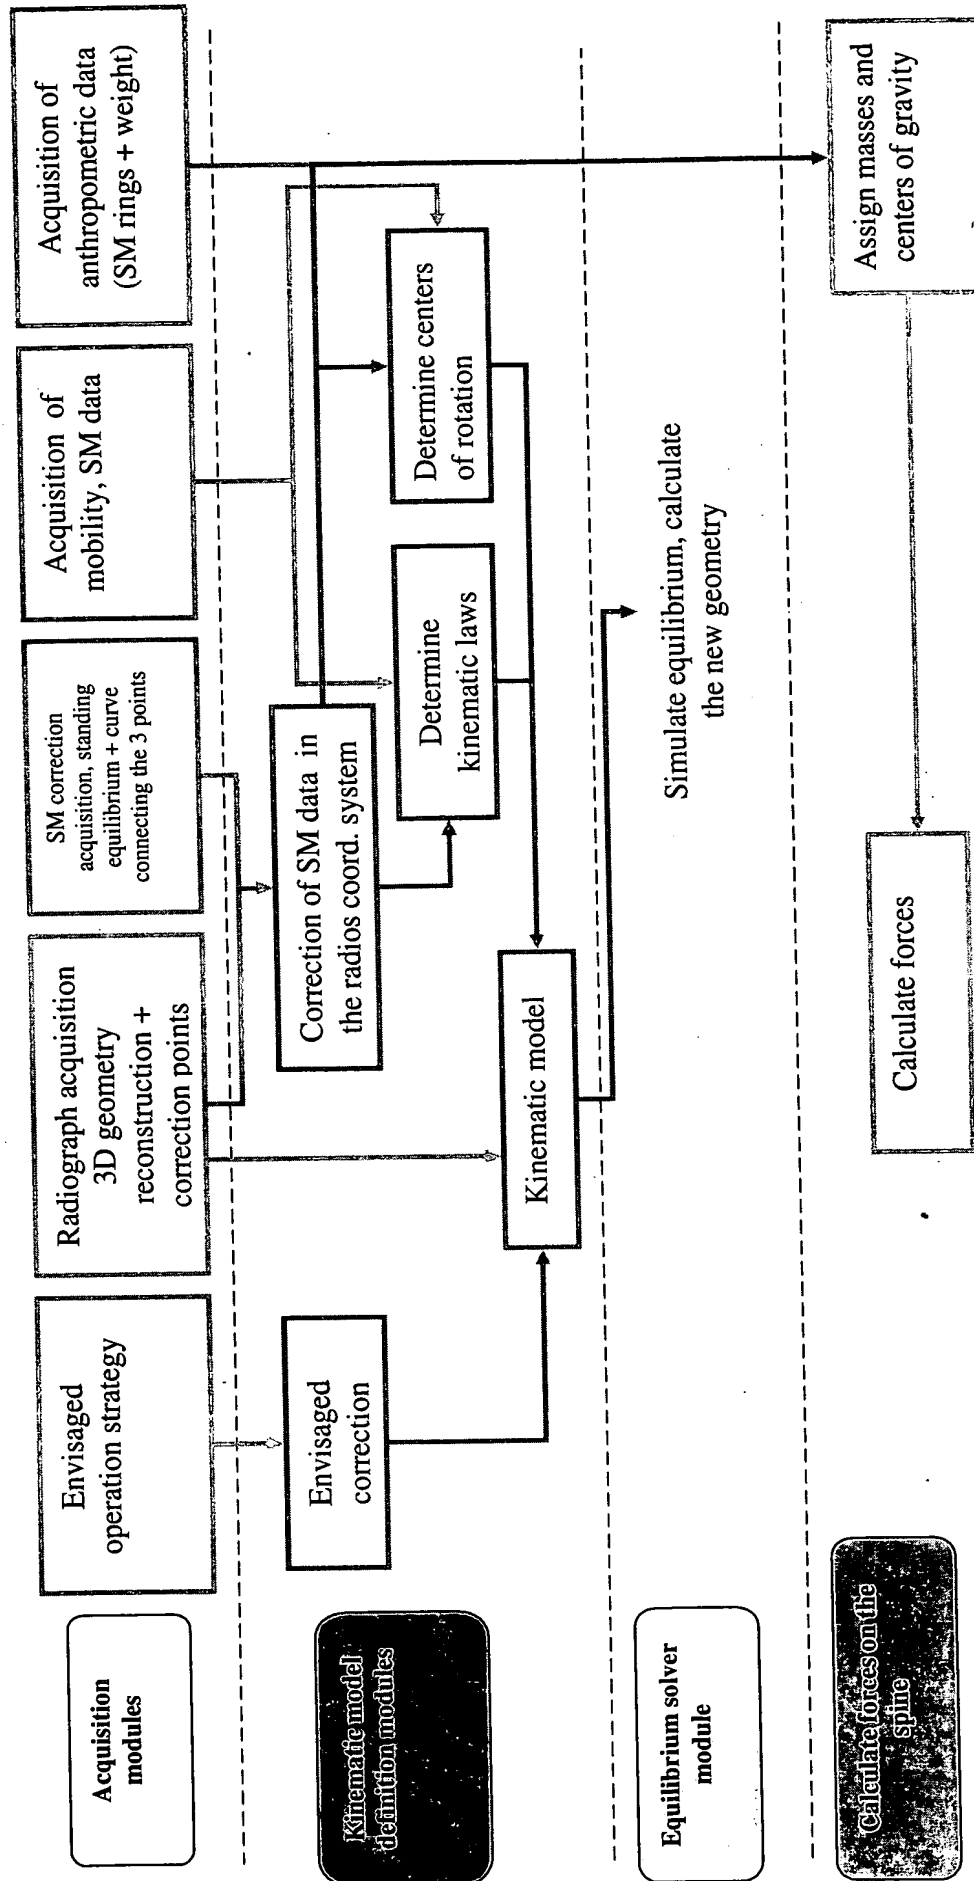 Acquisition
modules
Envisaged
operation strategy
Radiograph acquisition
3D geometry
reconstruction +
correction points
SM correction
acquisition, standing
equilibrium + curve
connecting the 3 points
Acquisition of
mobility, SM data
Acquisition of
anthropometric data
(SM rings + weight)
Kinematic model
definition modules
Envisaged
correction
Correction of SM data in
the radios coord. system
Determine
kinematic laws
Determine centers
of rotation
Kinematic model
Equilibrium solver
module
Simulate equilibrium, calculate
the new geometry
Calculate forces on the
spine
Calculate forces
Assign masses and
centers of gravity